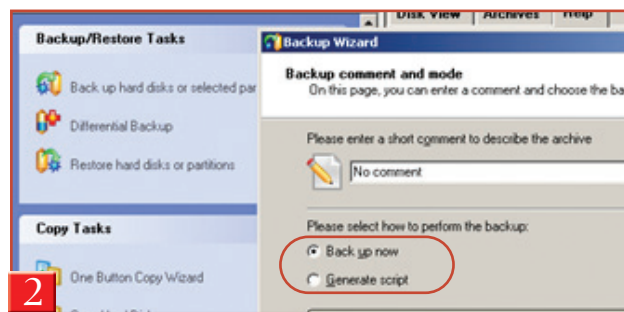 Disk View Archives Help
Backup/Restore Tasks
Back up hard disks or selected par
Differential Backup
Restore hard disks or partitions
Copy Tasks
One Button Copy Wizard
Backup Wizard
Backup comment and mode
On this page, you can enter a comment and choose the ba
Please enter a short comment to describe the archive
No comment
Please select how to perform the backup:
Back up now
Generate script
2